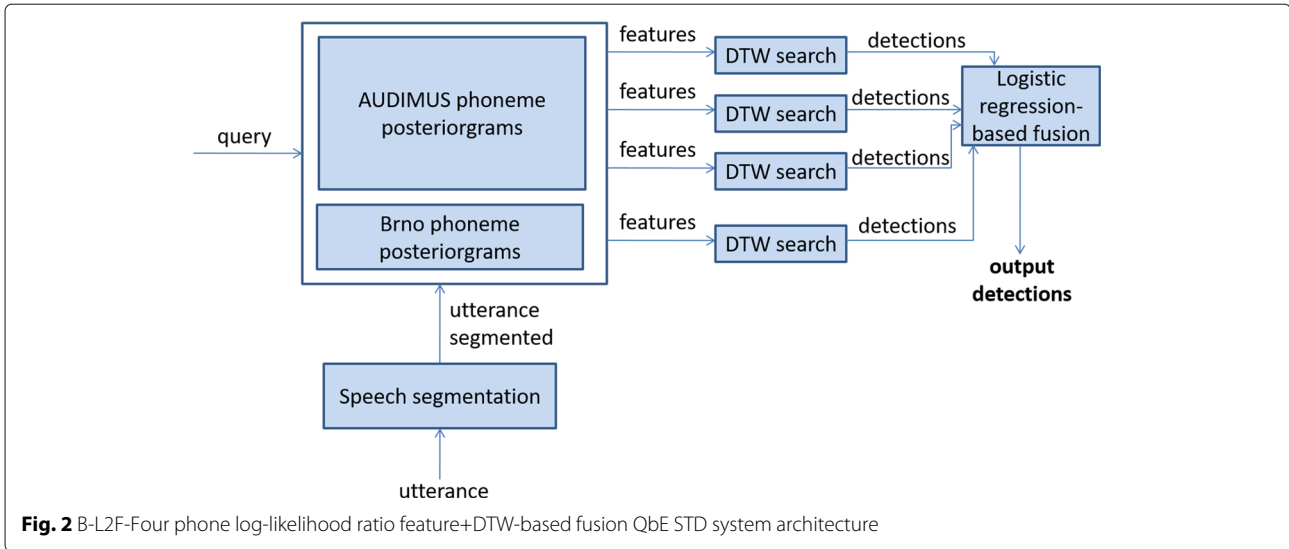 query
AUDIMUS phoneme
posteriorgrams
Brno phoneme
posteriorgrams
features
features
features
features
DTW search
DTW search
DTW search
DTW search
detections
detections
detections
detections
Logistic
regression-
based fusion
output
detections
utterance
segmented
Speech segmentation
utterance
Fig. 2 B-L2F-Four phone log-likelihood ratio feature+DTW-based fusion QbE STD system architecture